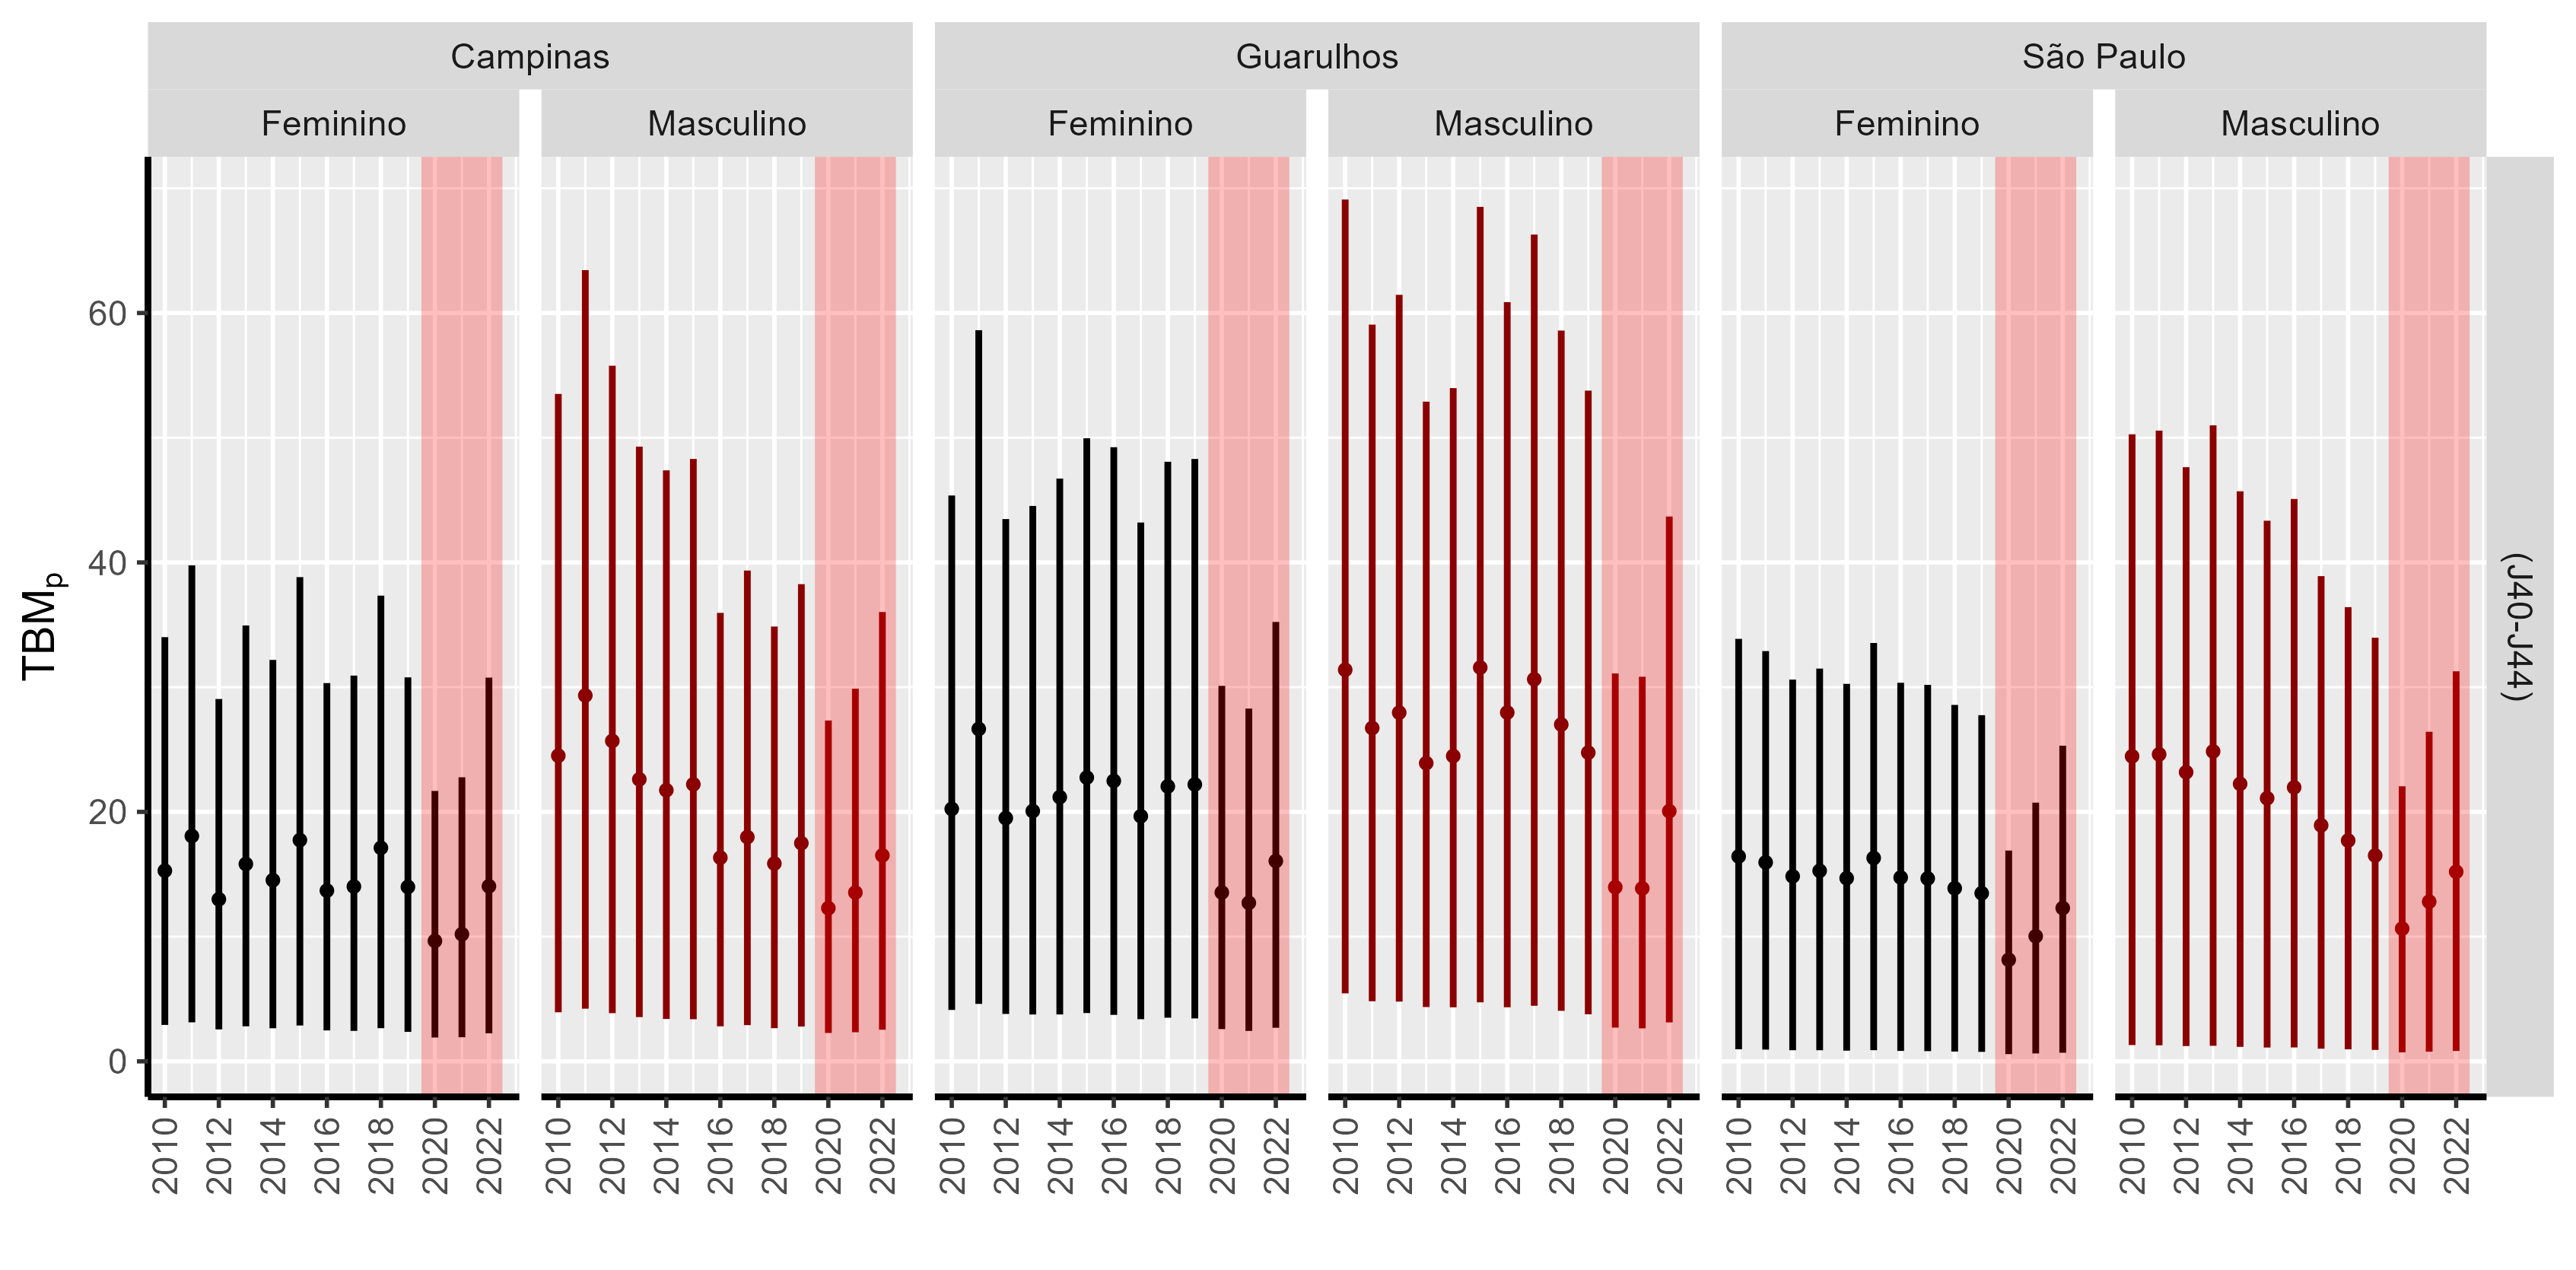 Campinas Guarulhos São Paulo
Feminino Masculino Feminino Masculino Feminino Masculino
TBMp
60
40
20
0
(J40-J44)
2010 2012 2014 2016 2018 2020 2022 2010 2012 2014 2016 2018 2020 2022 2010 2012 2014 2016 2018 2020 2022 2010 2012 2014 2016 2018 2020 2022 2010 2012 2014 2016 2018 2020 2022 2010 2012 2014 2016 2018 2020 2022